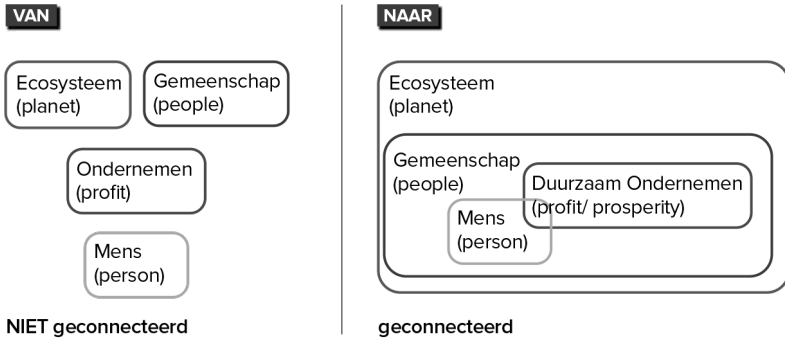 VAN
Ecosysteem
(planet)
Gemeenschap
(people)
Ondernemen
(profit)
Mens
(person)
NIET geconnecteerd
NAAR
Ecosysteem
(planet)
Gemeenschap
(people)
Duurzaam Ondernemen
(profit/ prosperity)
Mens
(person)
geconnecteerd